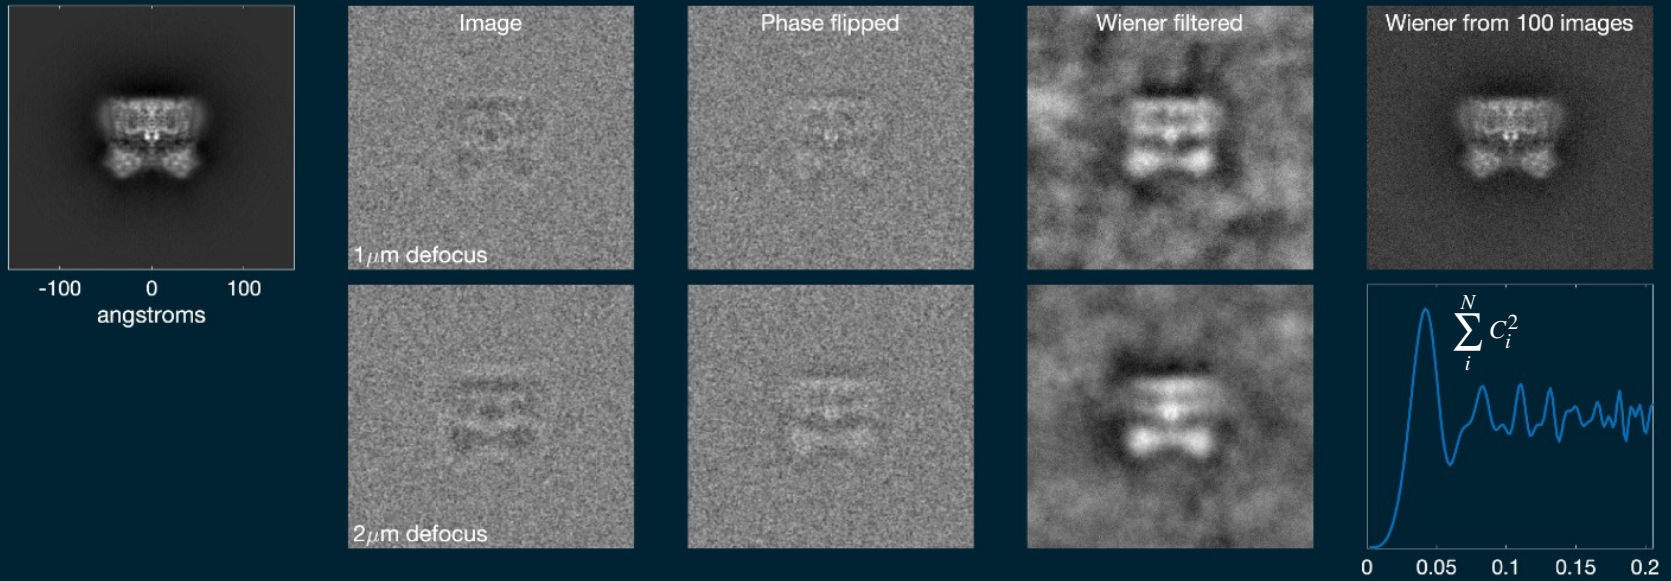 Image
Phase flipped
Wiener filtered
Wiener from 100 images
1μm defocus
-100 0 100
angstroms
2μm defocus
N
∑ C_i^2
i
0 0.05 0.1 0.15 0.2